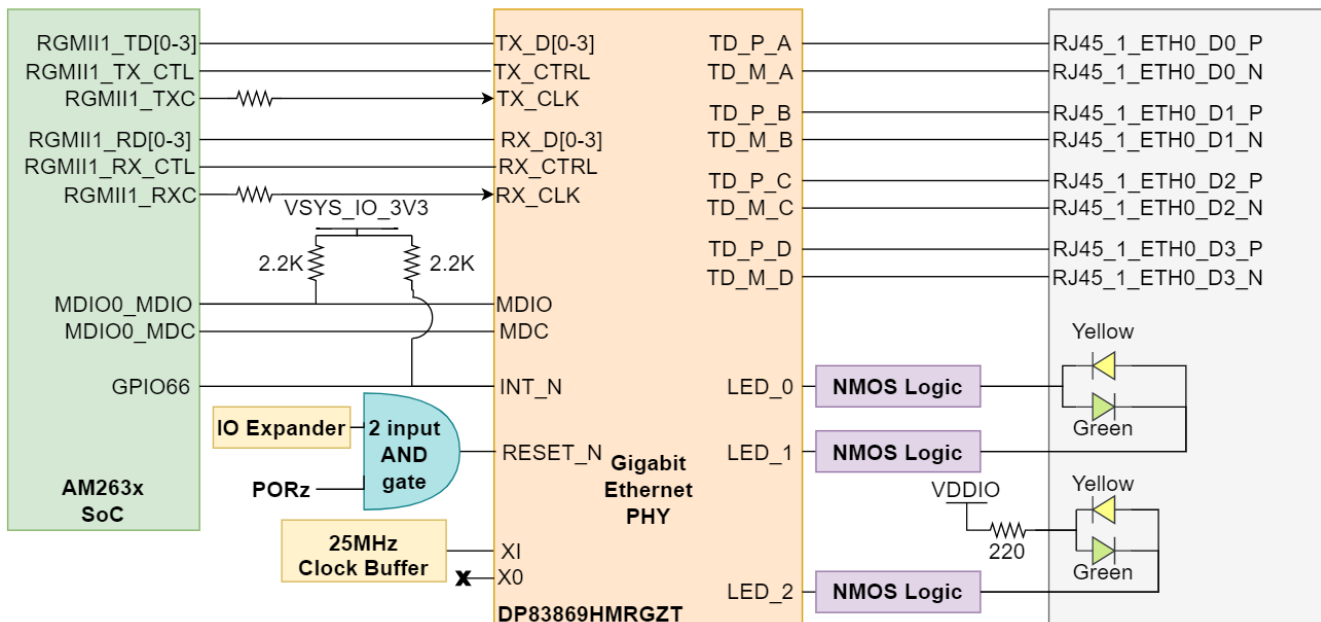 RGMII1_TD[0-3]
TX_D[0-3]
TD_P_A
RJ45_1_ETH0_D0_P
RGMII1_TX_CTL
TX_CTRL
TD_M_A
RJ45_1_ETH0_D0_N
RGMII1_TXC
TX_CLK
TD_P_B
RJ45_1_ETH0_D1_P
RGMII1_RD[0-3]
RX_D[0-3]
TD_M_B
RJ45_1_ETH0_D1_N
RGMII1_RX_CTL
RX_CTRL
TD_P_C
RJ45_1_ETH0_D2_P
RGMII1_RXC
RX_CLK
TD_M_C
RJ45_1_ETH0_D2_N
VSYS_IO_3V3
TD_P_D
RJ45_1_ETH0_D3_P
2.2K
2.2K
TD_M_D
RJ45_1_ETH0_D3_N
MDIO0_MDIO
MDIO
MDIO0_MDC
MDC
Yellow
GPIO66
INT_N
LED_0
NMOS Logic
Green
IO Expander
2 input
AND
gate
RESET_N
LED_1
NMOS Logic
PORz
Gigabit
Ethernet
PHY
AM263x
SoC
VDDIO
220
Yellow
Green
25MHz
Clock Buffer
XI
X0
LED_2
NMOS Logic
DP83869HMRGZT